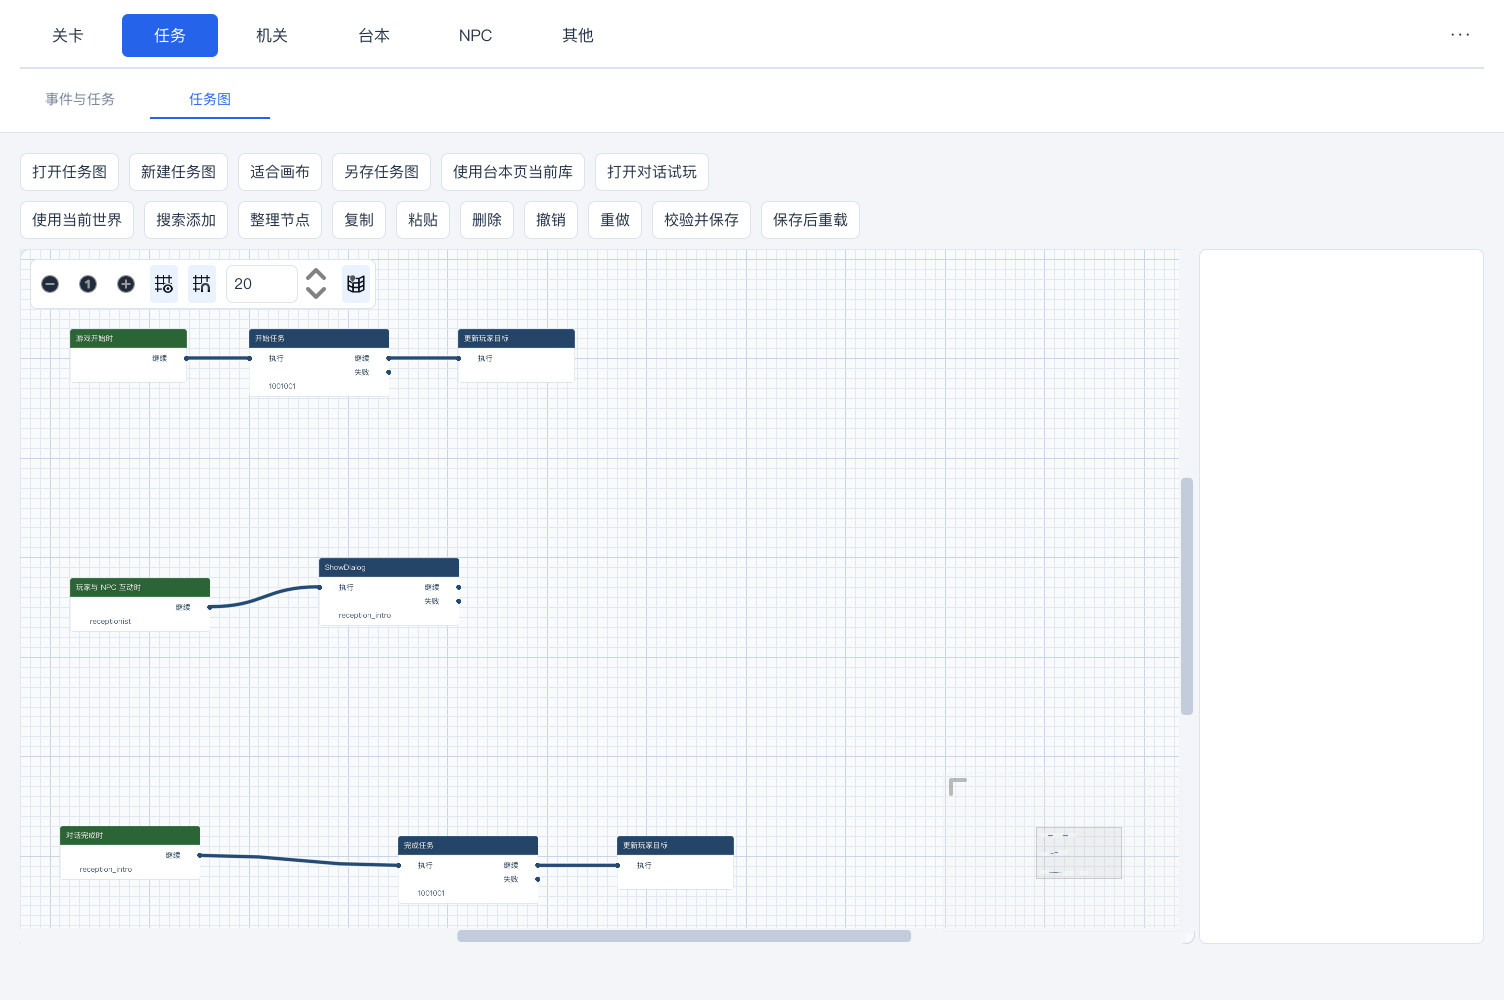 关卡 任务 机关 台本 NPC 其他 ···
事件与任务 任务图
打开任务图 新建任务图 适合画布 另存任务图 使用台本页当前库 打开对话试玩
使用当前世界 搜索添加 整理节点 复制 粘贴 删除 撤销 重做 校验并保存 保存后重载
1 20
游戏开始时 开始任务 更新玩家目标
继续 执行 继续 执行
失败
1001001
ShowDialog
玩家与 NPC 互动时 执行 继续
继续 失败
receptionist reception_intro
对话完成时 完成任务 更新玩家目标
继续 执行 继续 执行
reception_intro 失败
1001001